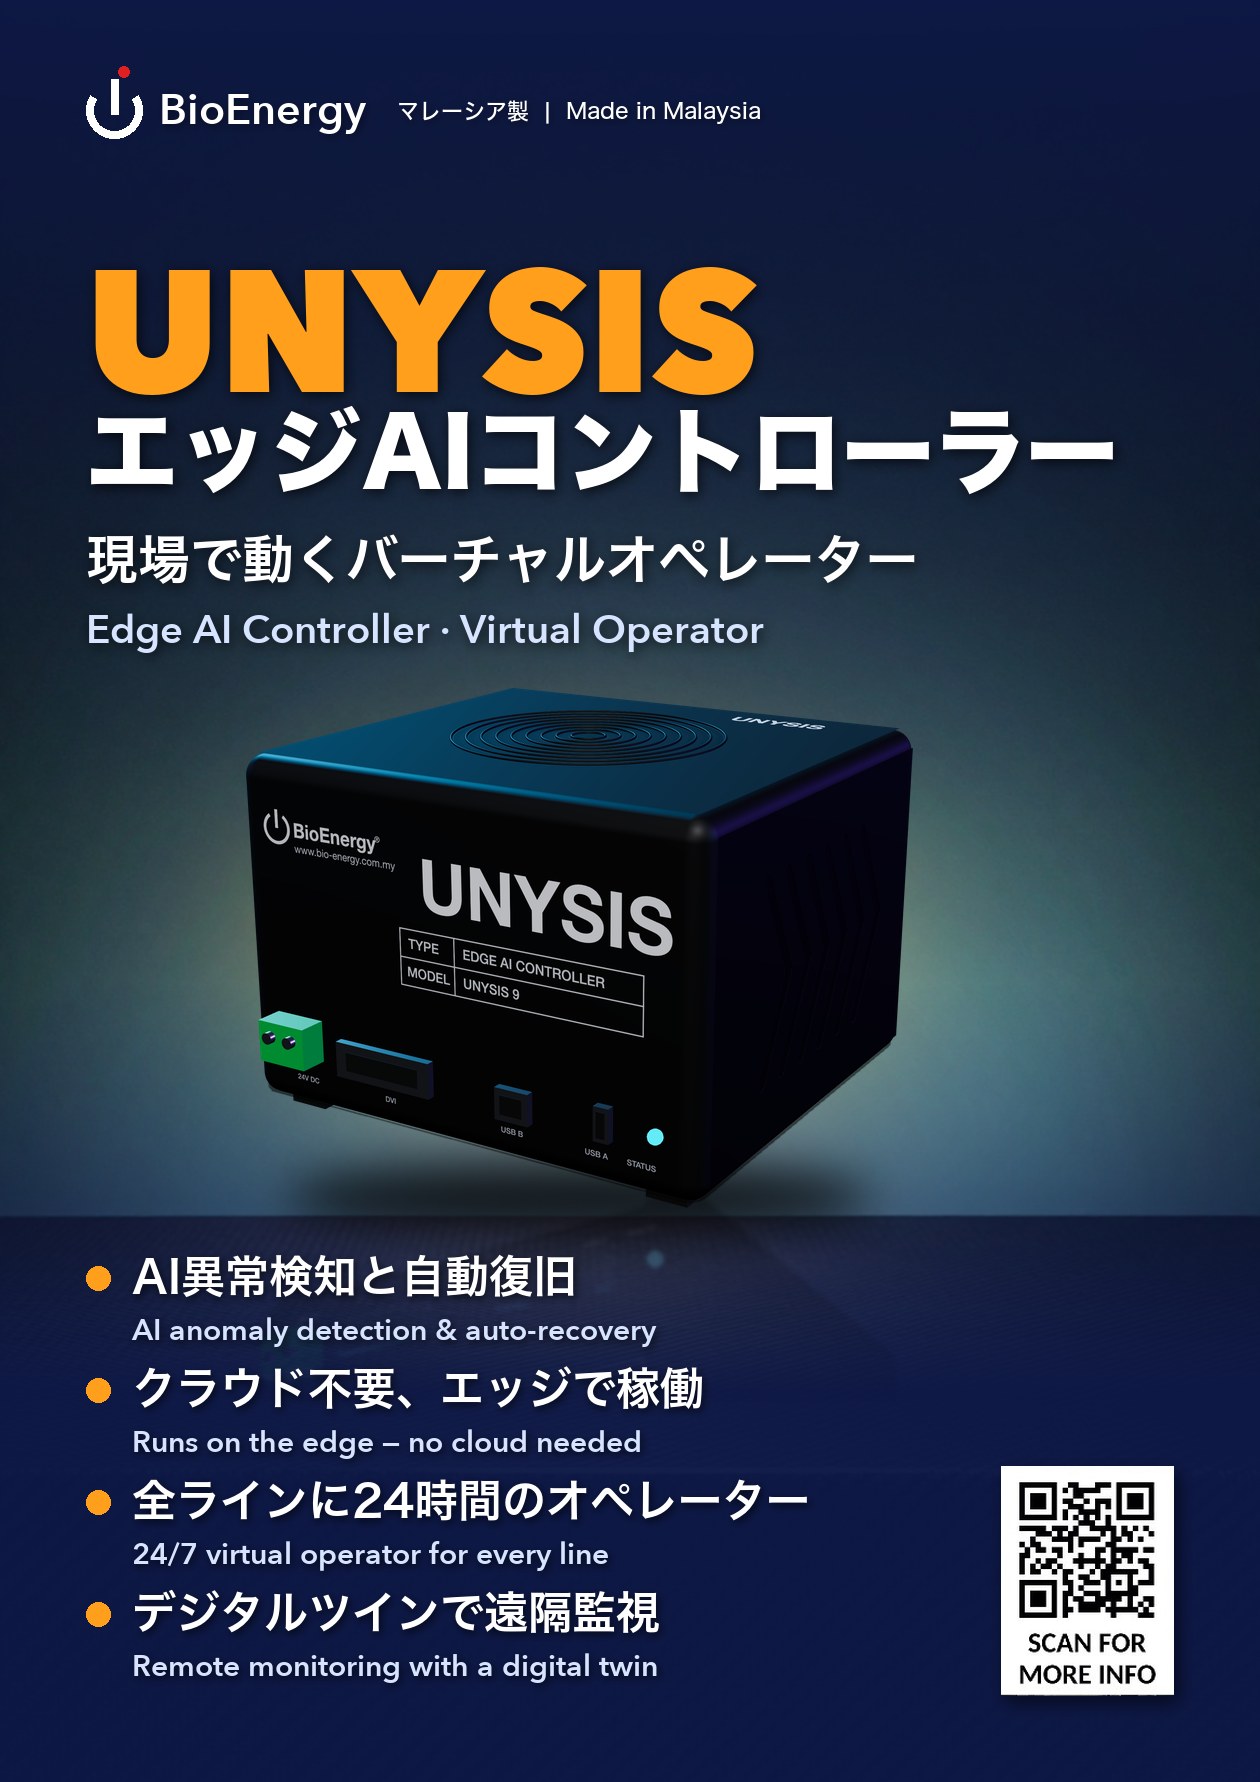 BioEnergy マレーシア製 | Made in Malaysia
UNYSIS
エッジAIコントローラー
現場で動くバーチャルオペレーター
Edge AI Controller · Virtual Operator
UNYSIS
BioEnergy®
www.bio-energy.com.my
UNYSIS
TYPE EDGE AI CONTROLLER
MODEL UNYSIS 9
24V DC
DVI
USB B
USB A
STATUS
AI異常検知と自動復旧
AI anomaly detection & auto-recovery
クラウド不要、エッジで稼働
Runs on the edge – no cloud needed
全ラインに24時間のオペレーター
24/7 virtual operator for every line
デジタルツインで遠隔監視
Remote monitoring with a digital twin
SCAN FOR
MORE INFO